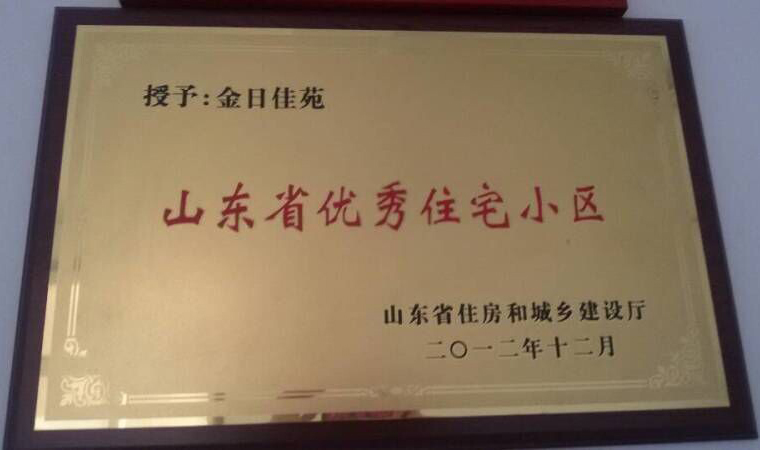 授予:金日佳苑
山东省优秀住宅小区
山东省住房和城乡建设厅
二〇一二年十二月